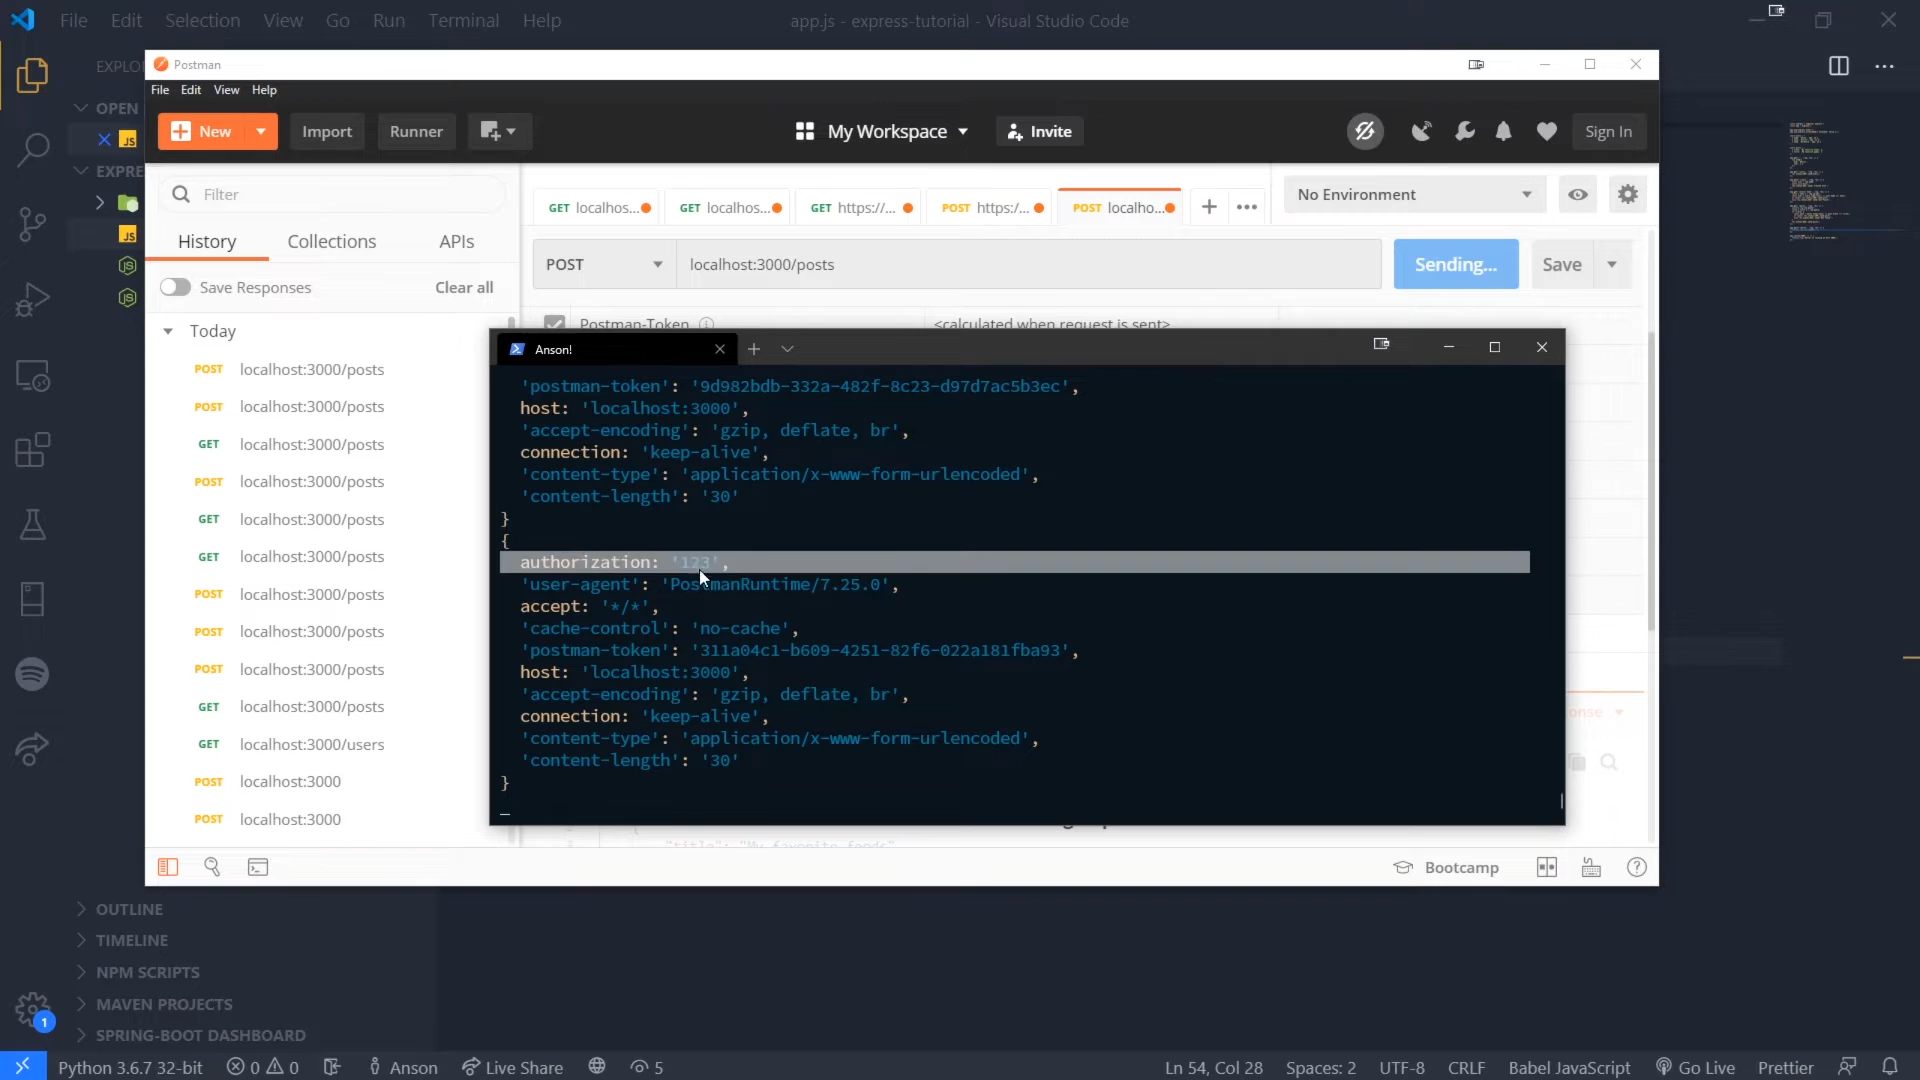 File Edit Selection View Go Run Terminal Help
app.js - express-tutorial - Visual Studio Code
EXPLO
OPEN
JS
EXPRE
JS
Postman
File Edit View Help
New
Import
Runner
My Workspace
Invite
Sign In
Filter
History Collections APIs
Save Responses
Clear all
Today
POST localhost:3000/posts
POST localhost:3000/posts
GET localhost:3000/posts
POST localhost:3000/posts
GET localhost:3000/posts
GET localhost:3000/posts
POST localhost:3000/posts
POST localhost:3000/posts
POST localhost:3000/posts
GET localhost:3000/posts
GET localhost:3000/users
POST localhost:3000
POST localhost:3000
GET localhos...
GET localhos...
GET https://...
POST https:/...
POST localho...
No Environment
POST
localhost:3000/posts
Sending...
Save
Postman-Token
<calculated when request is sent>
Anson!
'postman-token': '9d982bdb-332a-482f-8c23-d97d7ac5b3ec',
host: 'localhost:3000',
'accept-encoding': 'gzip, deflate, br',
connection: 'keep-alive',
'content-type': 'application/x-www-form-urlencoded',
'content-length': '30'
}
{
authorization: '123',
'user-agent': 'PostmanRuntime/7.25.0',
accept: '*/*',
'cache-control': 'no-cache',
'postman-token': '311a04c1-b609-4251-82f6-022a181fba93',
host: 'localhost:3000',
'accept-encoding': 'gzip, deflate, br',
connection: 'keep-alive',
'content-type': 'application/x-www-form-urlencoded',
'content-length': '30'
}
onse
"title": "My favorite foods"
Bootcamp
OUTLINE
TIMELINE
NPM SCRIPTS
MAVEN PROJECTS
SPRING-BOOT DASHBOARD
1
Python 3.6.7 32-bit
0
0
Anson
Live Share
5
Ln 54, Col 28
Spaces: 2
UTF-8
CRLF
Babel JavaScript
Go Live
Prettier